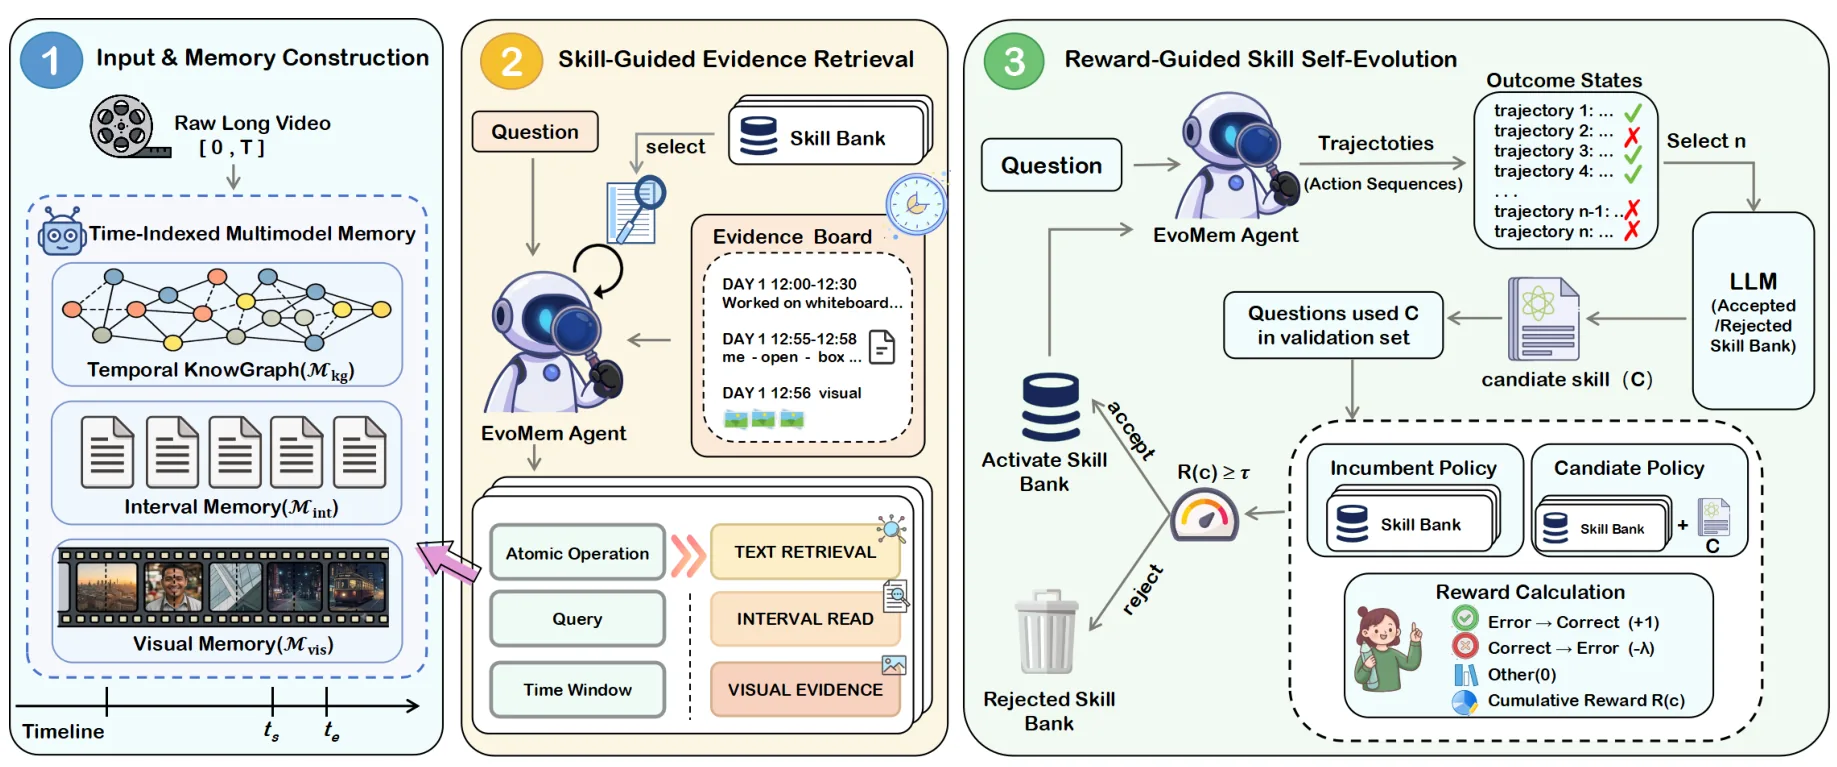 1 Input & Memory Construction
Raw Long Video
[ 0 , T ]
Time-Indexed Multimodel Memory
Temporal KnowGraph(ℳkg)
Interval Memory(ℳint)
Visual Memory(ℳvis)
Timeline
ts
te
2 Skill-Guided Evidence Retrieval
Question
select
Skill Bank
Evidence Board
DAY 1 12:00-12:30
Worked on whiteboard...
DAY 1 12:55-12:58
me - open - box ...
DAY 1 12:56 visual
EvoMem Agent
Atomic Operation
TEXT RETRIEVAL
Query
INTERVAL READ
Time Window
VISUAL EVIDENCE
3 Reward-Guided Skill Self-Evolution
Question
EvoMem Agent
Trajectoties
(Action Sequences)
Outcome States
trajectory 1: ... ✓
trajectory 2: ... ✗
trajectory 3: ... ✓
trajectory 4: ... ✓
. . .
trajectory n-1: .. ✗
trajectory n: ... ✗
Select n
LLM
(Accepted
/Rejected
Skill Bank)
candiate skill（C）
Questions used C
in validation set
Incumbent Policy
Skill Bank
Candiate Policy
Skill Bank
+
C
Reward Calculation
Error → Correct (+1)
Correct → Error (-λ)
Other(0)
Cumulative Reward R(c)
R(c) ≥ τ
accept
reject
Activate Skill
Bank
Rejected Skill
Bank